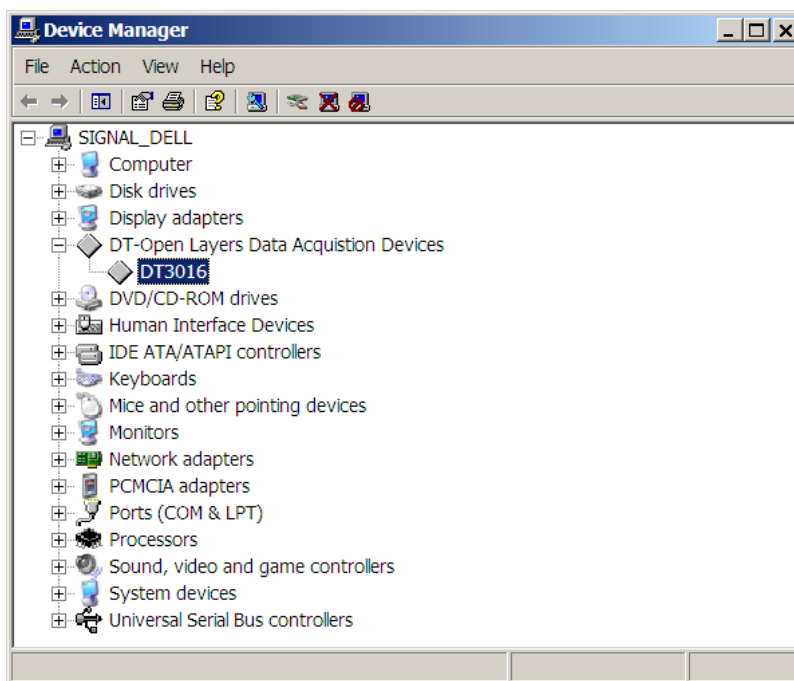 Device Manager
File Action View Help
SIGNAL_DELL
Computer
Disk drives
Display adapters
DT-Open Layers Data Acquistion Devices
DT3016
DVD/CD-ROM drives
Human Interface Devices
IDE ATA/ATAPI controllers
Keyboards
Mice and other pointing devices
Monitors
Network adapters
PCMCIA adapters
Ports (COM & LPT)
Processors
Sound, video and game controllers
System devices
Universal Serial Bus controllers